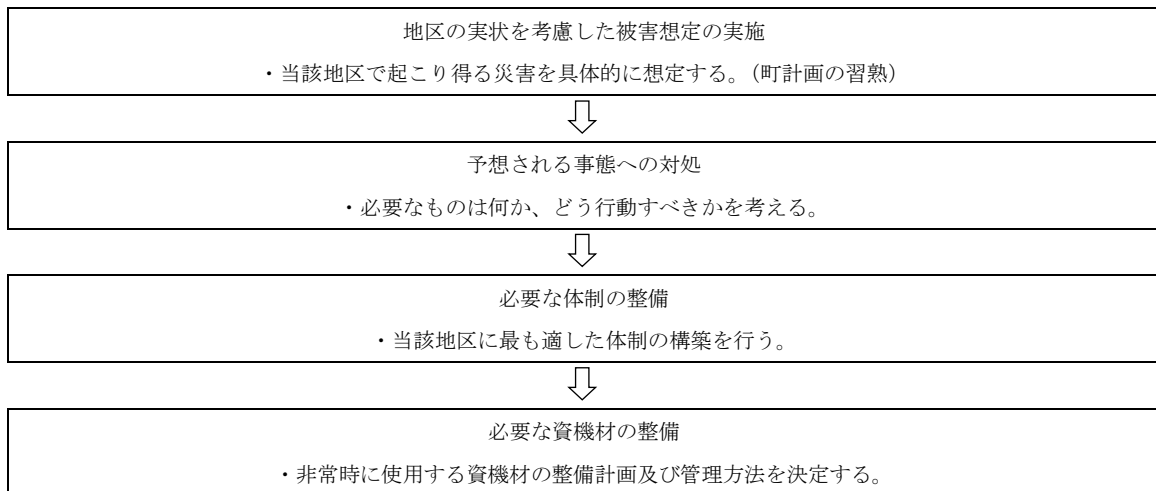 地区の実状を考慮した被害想定の実施
・当該地区で起こり得る災害を具体的に想定する。（町計画の習熟）
予想される事態への対処
・必要なものは何か、どう行動すべきかを考える。
必要な体制の整備
・当該地区に最も適した体制の構築を行う。
必要な資機材の整備
・非常時に使用する資機材の整備計画及び管理方法を決定する。